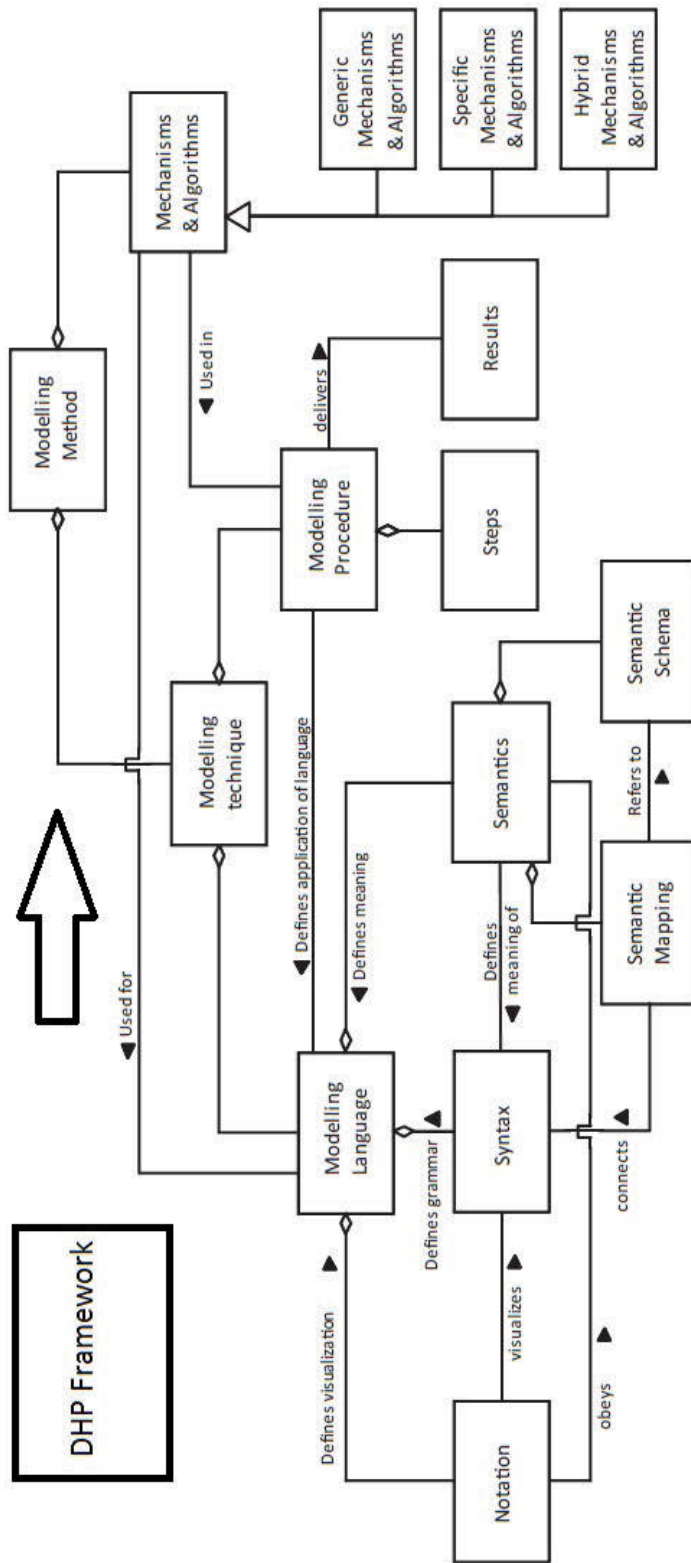 DHP Framework
Modelling
Method
Mechanisms
& Algorithms
Used for
Used in
Modelling
technique
Generic
Mechanisms
& Algorithms
Specific
Mechanisms
& Algorithms
Hybrid
Mechanisms
& Algorithms
Modelling
Language
Defines application of language
Modelling
Procedure
delivers
Defines visualization
Defines grammar
Defines meaning
Steps
Results
Notation
visualizes
Syntax
Defines
meaning of
Semantics
obeys
connects
Semantic
Mapping
Refers to
Semantic
Schema